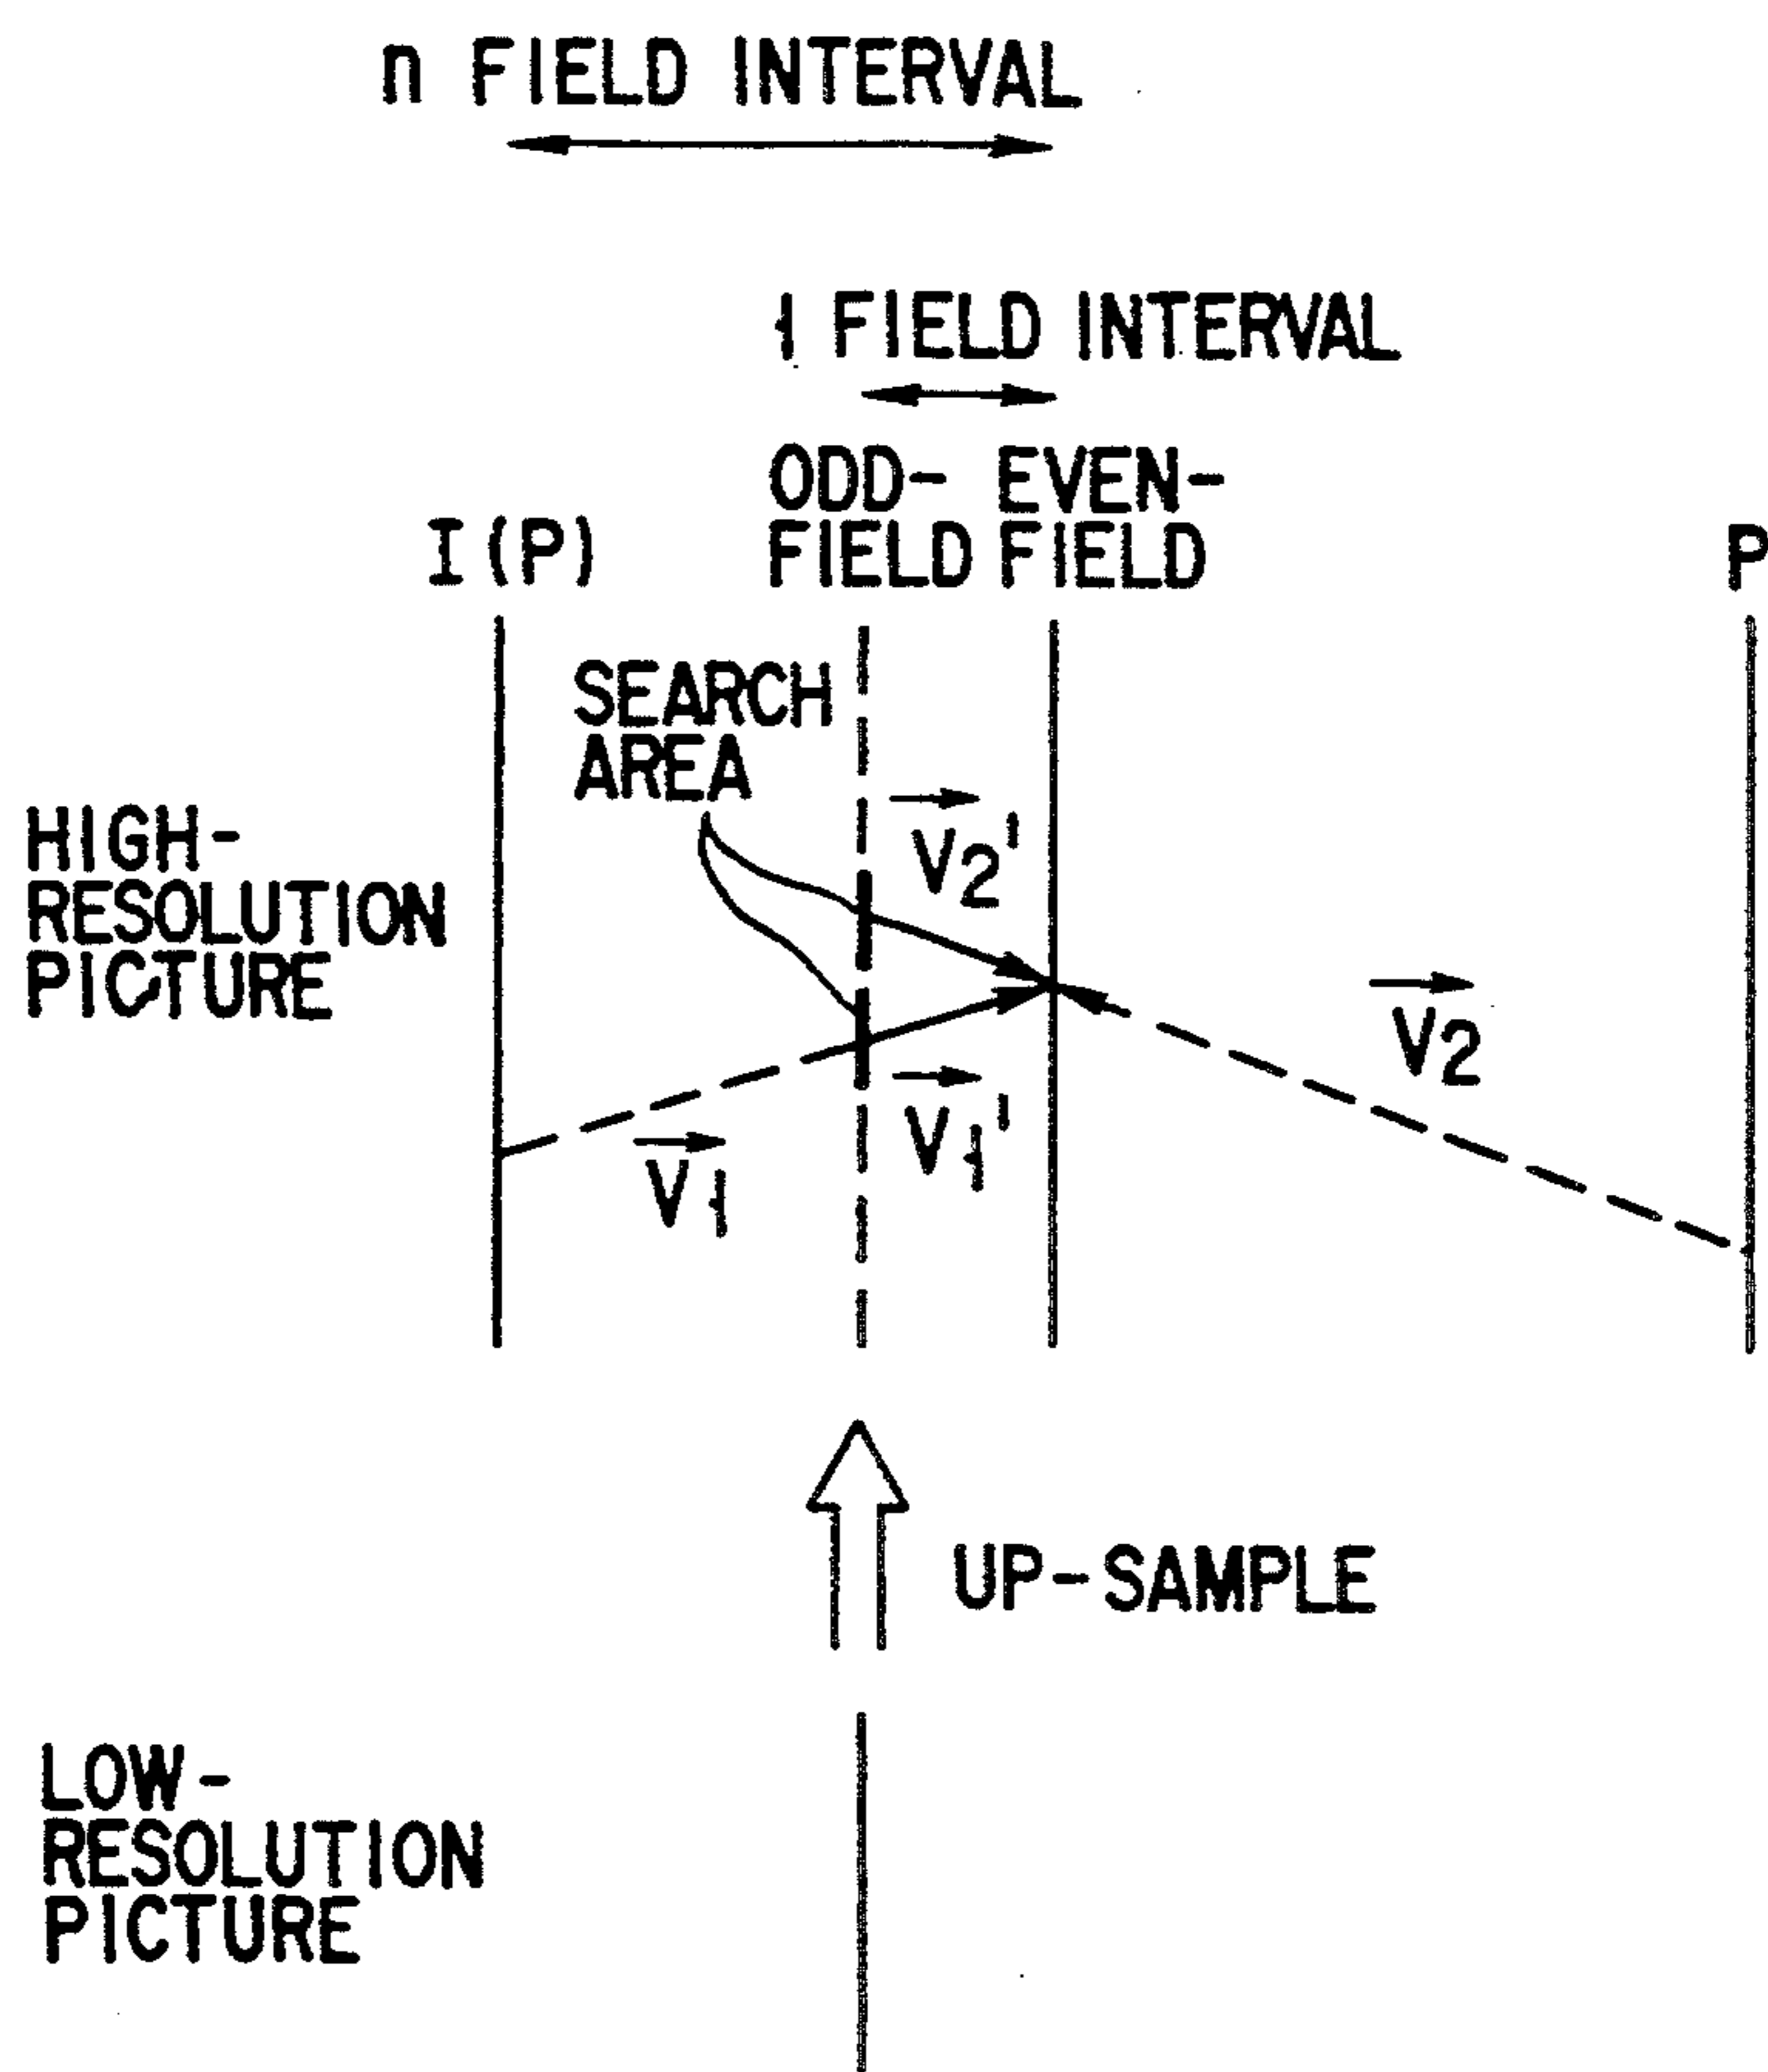 n FIELD INTERVAL
1 FIELD INTERVAL
ODD- EVEN-
I(P) FIELD FIELD P
SEARCH
AREA
HIGH-
RESOLUTION
PICTURE
V2'
V2
V1'
V1
UP-SAMPLE
LOW-
RESOLUTION
PICTURE